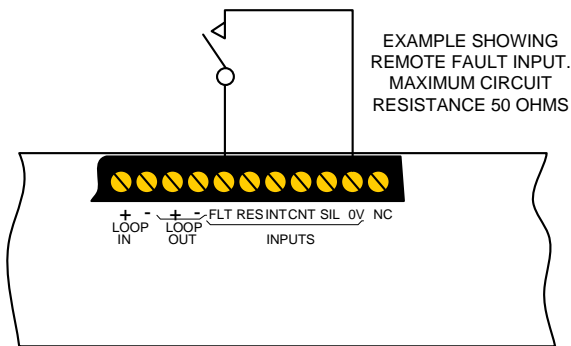 EXAMPLE SHOWING
REMOTE FAULT INPUT.
MAXIMUM CIRCUIT
RESISTANCE 50 OHMS
+ - + - FLT RES INT CNT SIL 0V NC
LOOP IN
LOOP OUT
INPUTS